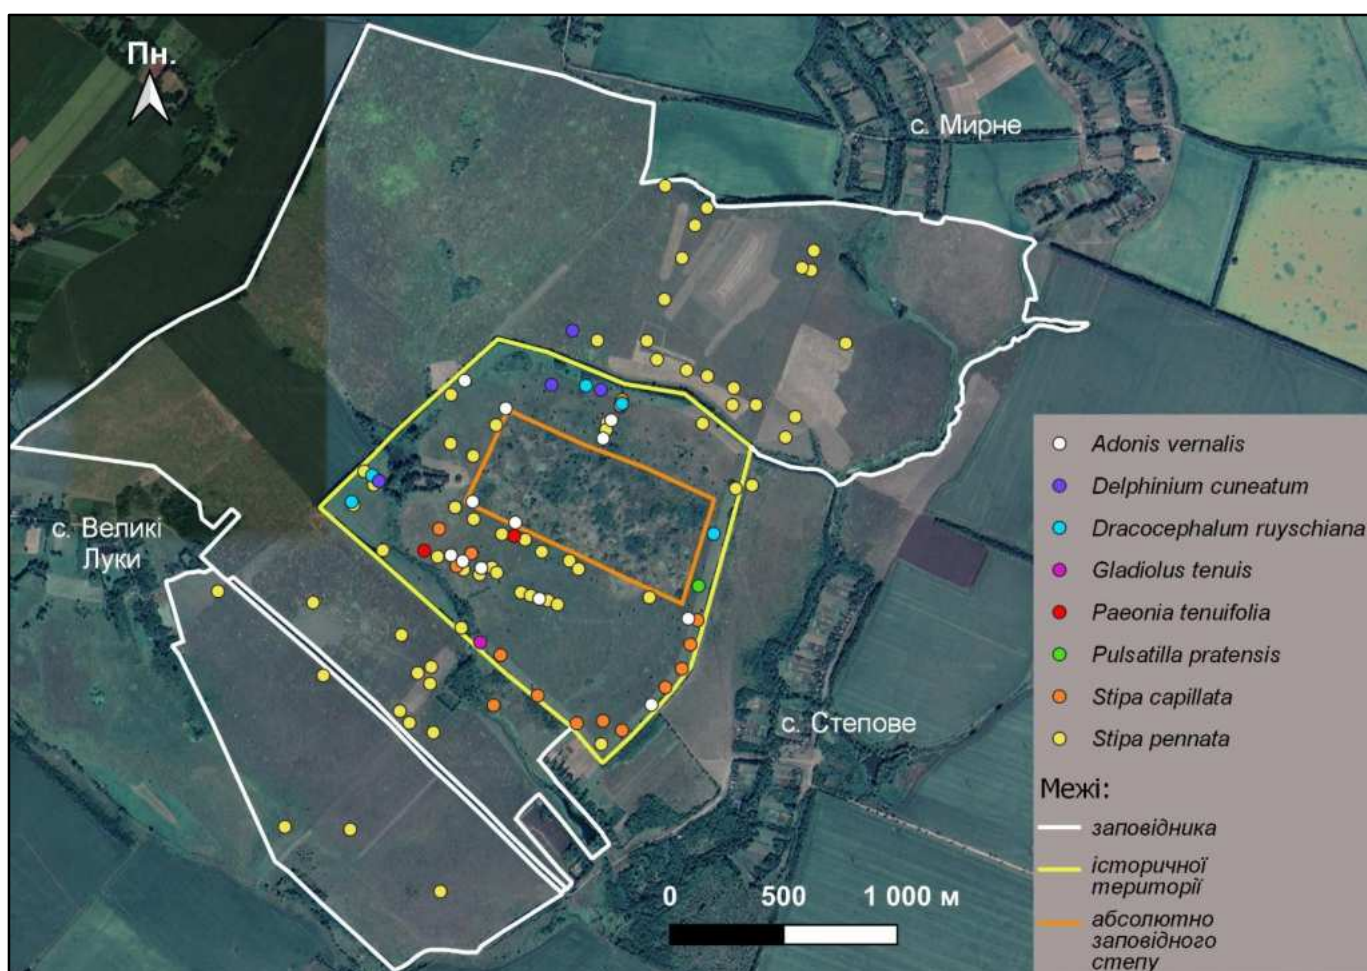 Пн.
с. Мирне
с. Великі
Луки
с. Степове
0 500 1 000 м
Adonis vernalis
Delphinium cuneatum
Dracocephalum ruyschiana
Gladiolus tenuis
Paeonia tenuifolia
Pulsatilla pratensis
Stipa capillata
Stipa pennata
Межі:
заповідника
історичної
території
абсолютно
заповідного
степу